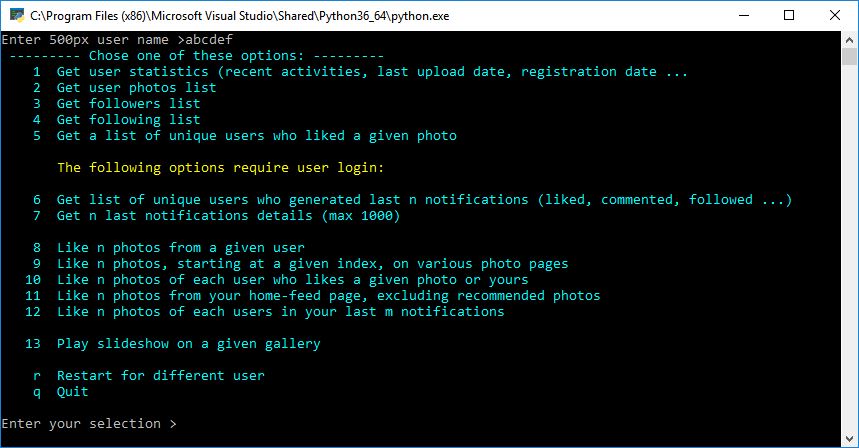 C:\Program Files (x86)\Microsoft Visual Studio\Shared\Python36_64\python.exe
Enter 500px user name >abcdef
--------- Chose one of these options: ---------
1 Get user statistics (recent activities, last upload date, registration date ...
2 Get user photos list
3 Get followers list
4 Get following list
5 Get a list of unique users who liked a given photo
The following options require user login:
6 Get list of unique users who generated last n notifications (liked, commented, followed ...)
7 Get n last notifications details (max 1000)
8 Like n photos from a given user
9 Like n photos, starting at a given index, on various photo pages
10 Like n photos of each user who likes a given photo or yours
11 Like n photos from your home-feed page, excluding recommended photos
12 Like n photos of each users in your last m notifications
13 Play slideshow on a given gallery
r Restart for different user
q Quit
Enter your selection >